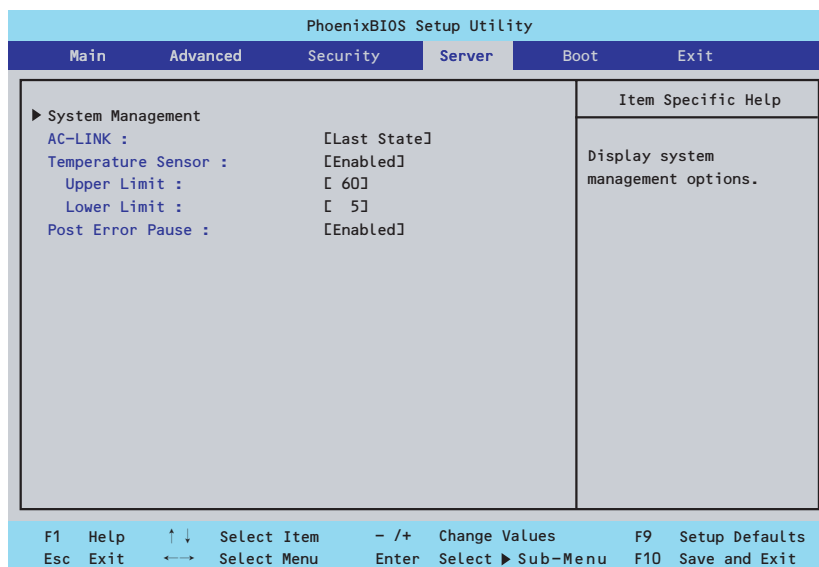 PhoenixBIOS Setup Utility
Main Advanced Security Server Boot Exit
▶ System Management
AC-LINK : [Last State]
Temperature Sensor : [Enabled]
Upper Limit : [ 60]
Lower Limit : [ 5]
Post Error Pause : [Enabled]
Item Specific Help
Display system
management options.
F1 Help ↑↓ Select Item - /+ Change Values F9 Setup Defaults
Esc Exit ←→ Select Menu Enter Select ▶ Sub-Menu F10 Save and Exit